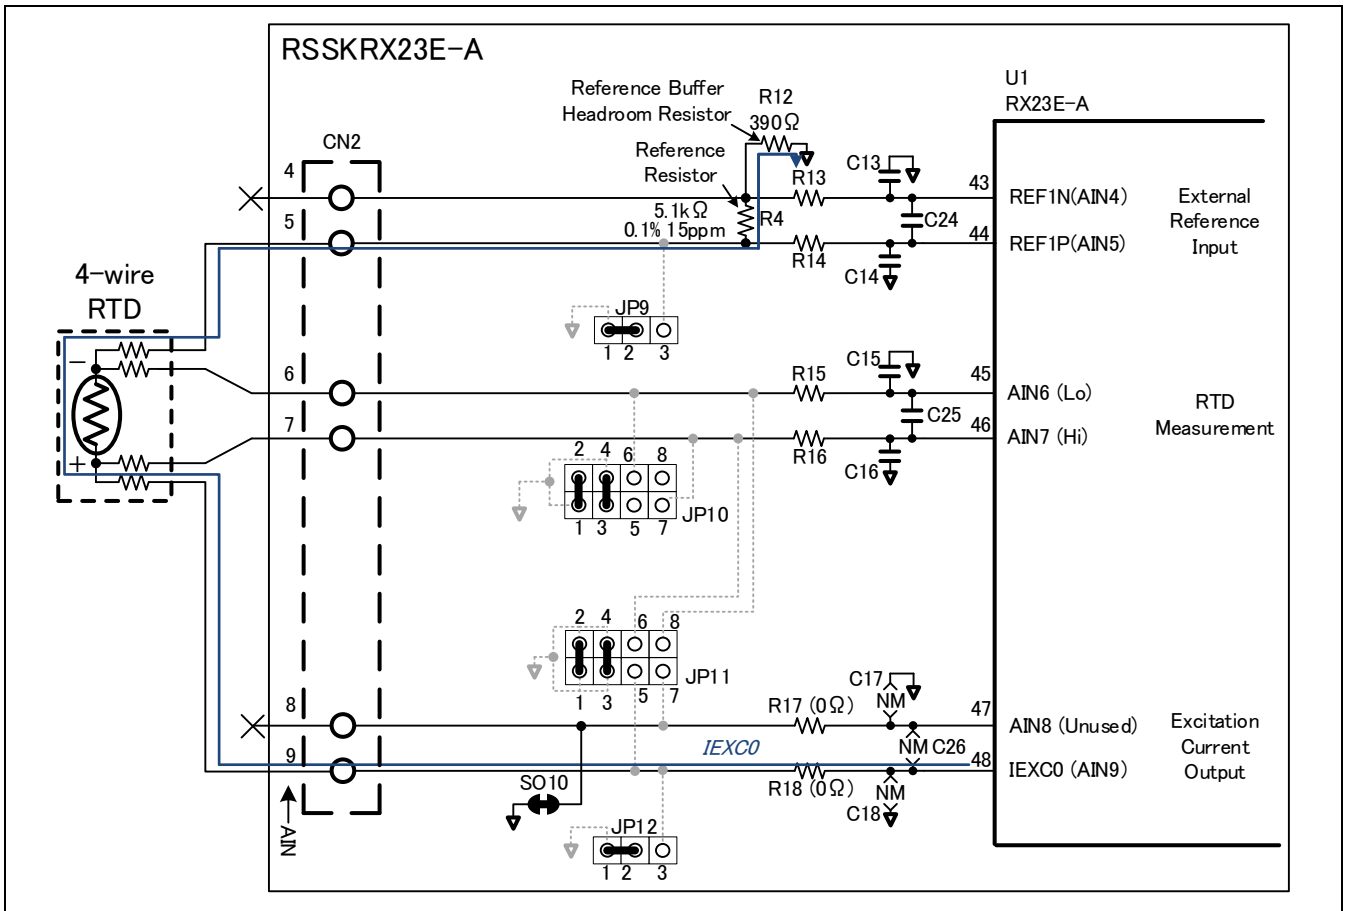 RSSKRX23E-A
U1
RX23E-A
Reference Buffer
Headroom Resistor
R12
390Ω
CN2
Reference
Resistor
4
C13
R13
43
REF1N(AIN4)
External
Reference
Input
5
5.1kΩ
0.1% 15ppm
R4
C24
44
REF1P(AIN5)
R14
C14
4-wire
RTD
JP9
1 2 3
−
6
R15
C15
45
AIN6 (Lo)
RTD
Measurement
C25
7
46
AIN7 (Hi)
R16
C16
+
2 4 6 8
JP10
1 3 5 7
2 4 6 8
JP11
1 3 5 7
8
R17 (0Ω)
C17
NM
47
AIN8 (Unused)
Excitation
Current
Output
9
IEXC0
NM C26
48
IEXC0 (AIN9)
SO10
R18 (0Ω)
NM
C18
AIN
JP12
1 2 3